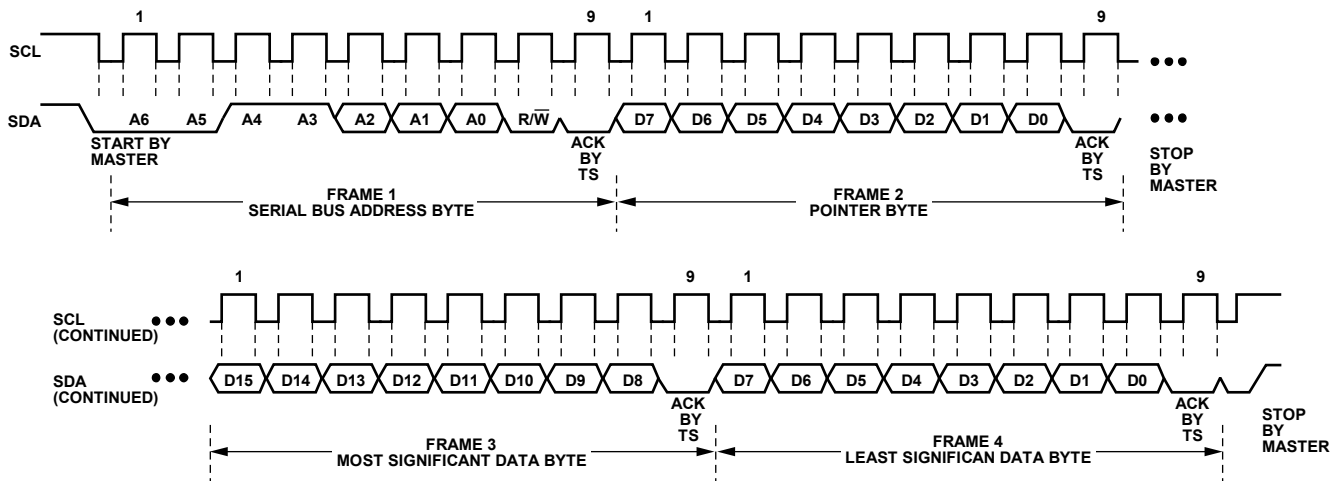 1 9 1 9
SCL
SDA A6 A5 A4 A3 A2 A1 A0 R/W̅ D7 D6 D5 D4 D3 D2 D1 D0
START BY
MASTER
ACK
BY
TS
ACK
BY
TS
STOP
BY
MASTER
FRAME 1
SERIAL BUS ADDRESS BYTE
FRAME 2
POINTER BYTE
1 9 1 9
SCL
(CONTINUED)
SDA
(CONTINUED)
D15 D14 D13 D12 D11 D10 D9 D8 D7 D6 D5 D4 D3 D2 D1 D0
ACK
BY
TS
ACK
BY
TS
STOP
BY
MASTER
FRAME 3
MOST SIGNIFICANT DATA BYTE
FRAME 4
LEAST SIGNIFICAN DATA BYTE